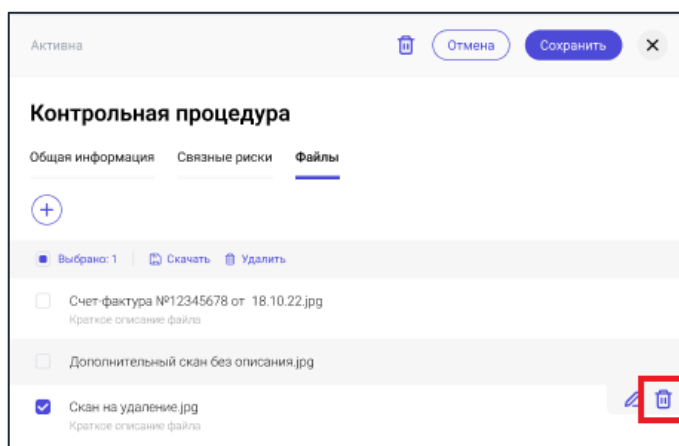 Активна
Отмена
Сохранить
Контрольная процедура
Общая информация Связные риски Файлы
Выбрано: 1 Скачать Удалить
Счет-фактура №12345678 от 18.10.22.jpg
Краткое описание файла
Дополнительный скан без описания.jpg
Скан на удаление.jpg
Краткое описание файла